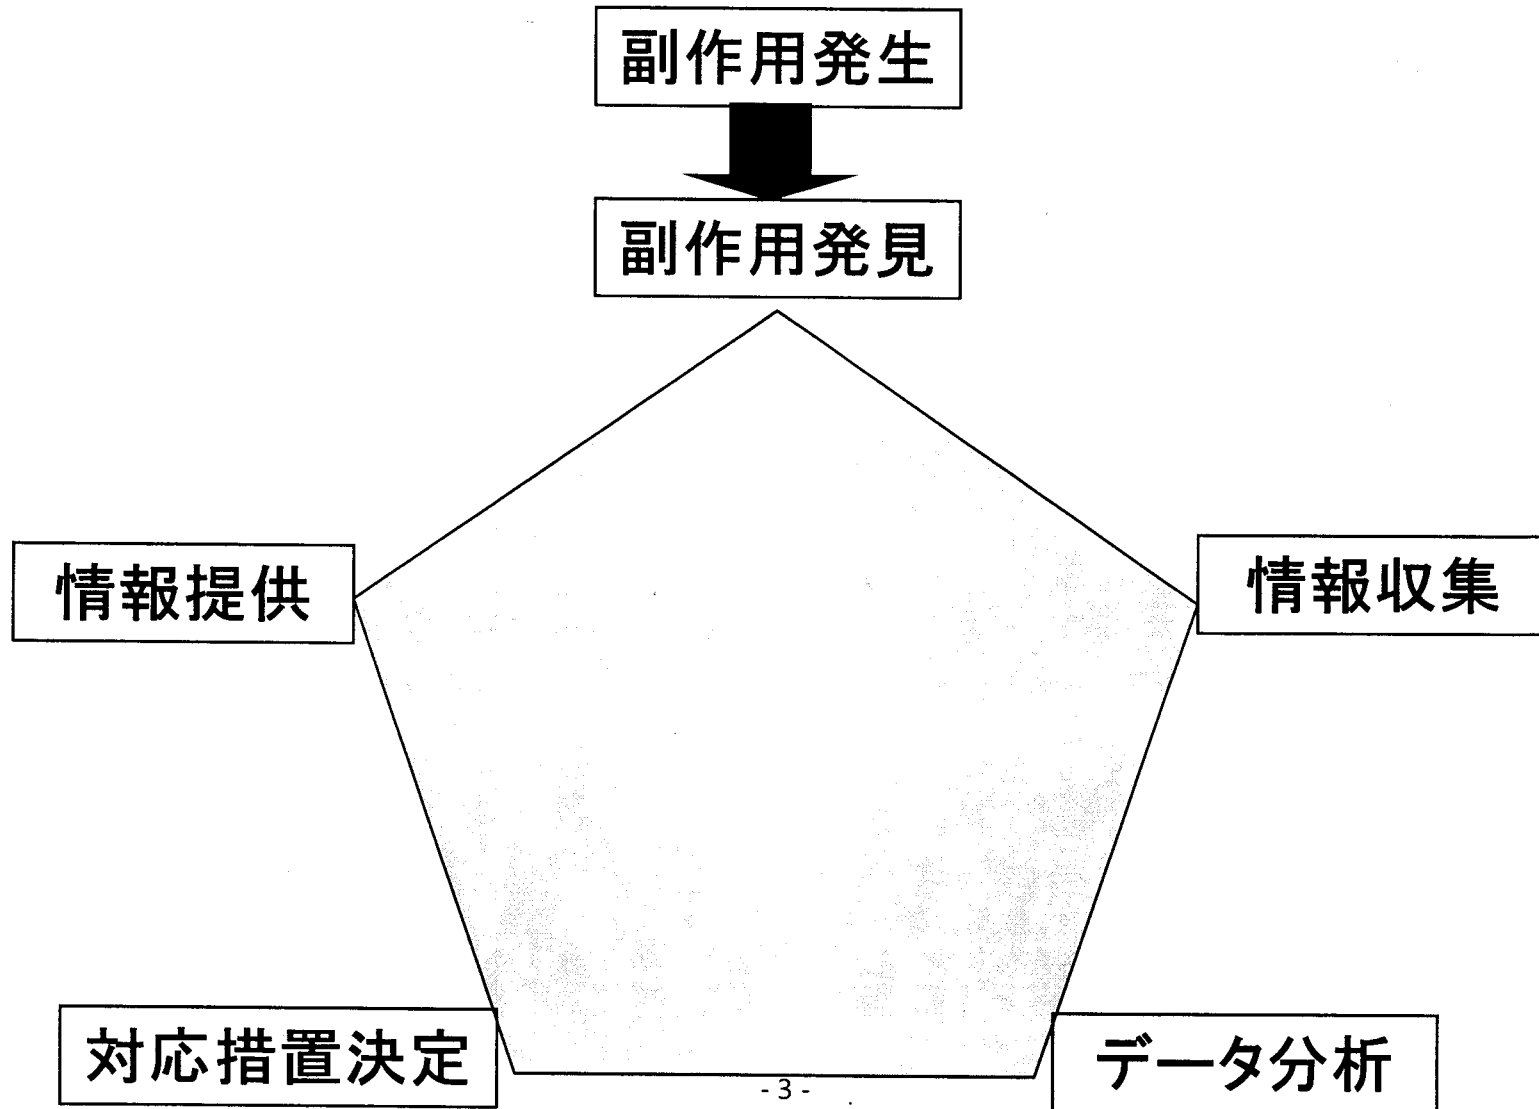 副作用発生
副作用発見
情報提供
情報収集
対応措置決定
データ分析
- 3 -